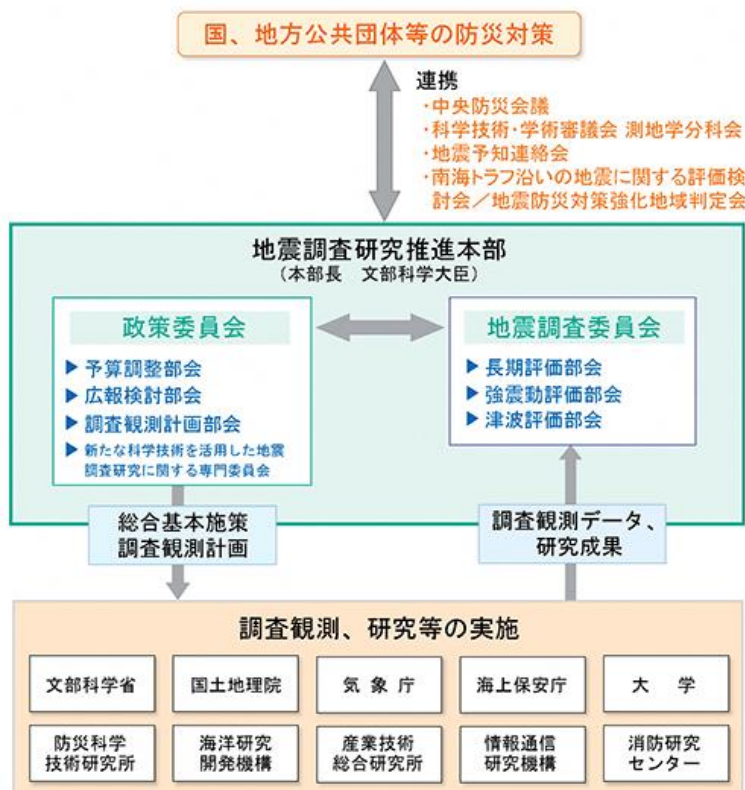 国、地方公共団体等の防災対策
連携
・中央防災会議
・科学技術・学術審議会 測地学分科会
・地震予知連絡会
・南海トラフ沿いの地震に関する評価検
討会／地震防災対策強化地域判定会
地震調査研究推進本部
（本部長　文部科学大臣）
政策委員会
▶予算調整部会
▶広報検討部会
▶調査観測計画部会
▶新たな科学技術を活用した地震
調査研究に関する専門委員会
地震調査委員会
▶長期評価部会
▶強震動評価部会
▶津波評価部会
総合基本施策
調査観測計画
調査観測データ、
研究成果
調査観測、研究等の実施
文部科学省
国土地理院
気象庁
海上保安庁
大　学
防災科学
技術研究所
海洋研究
開発機構
産業技術
総合研究所
情報通信
研究機構
消防研究
センター